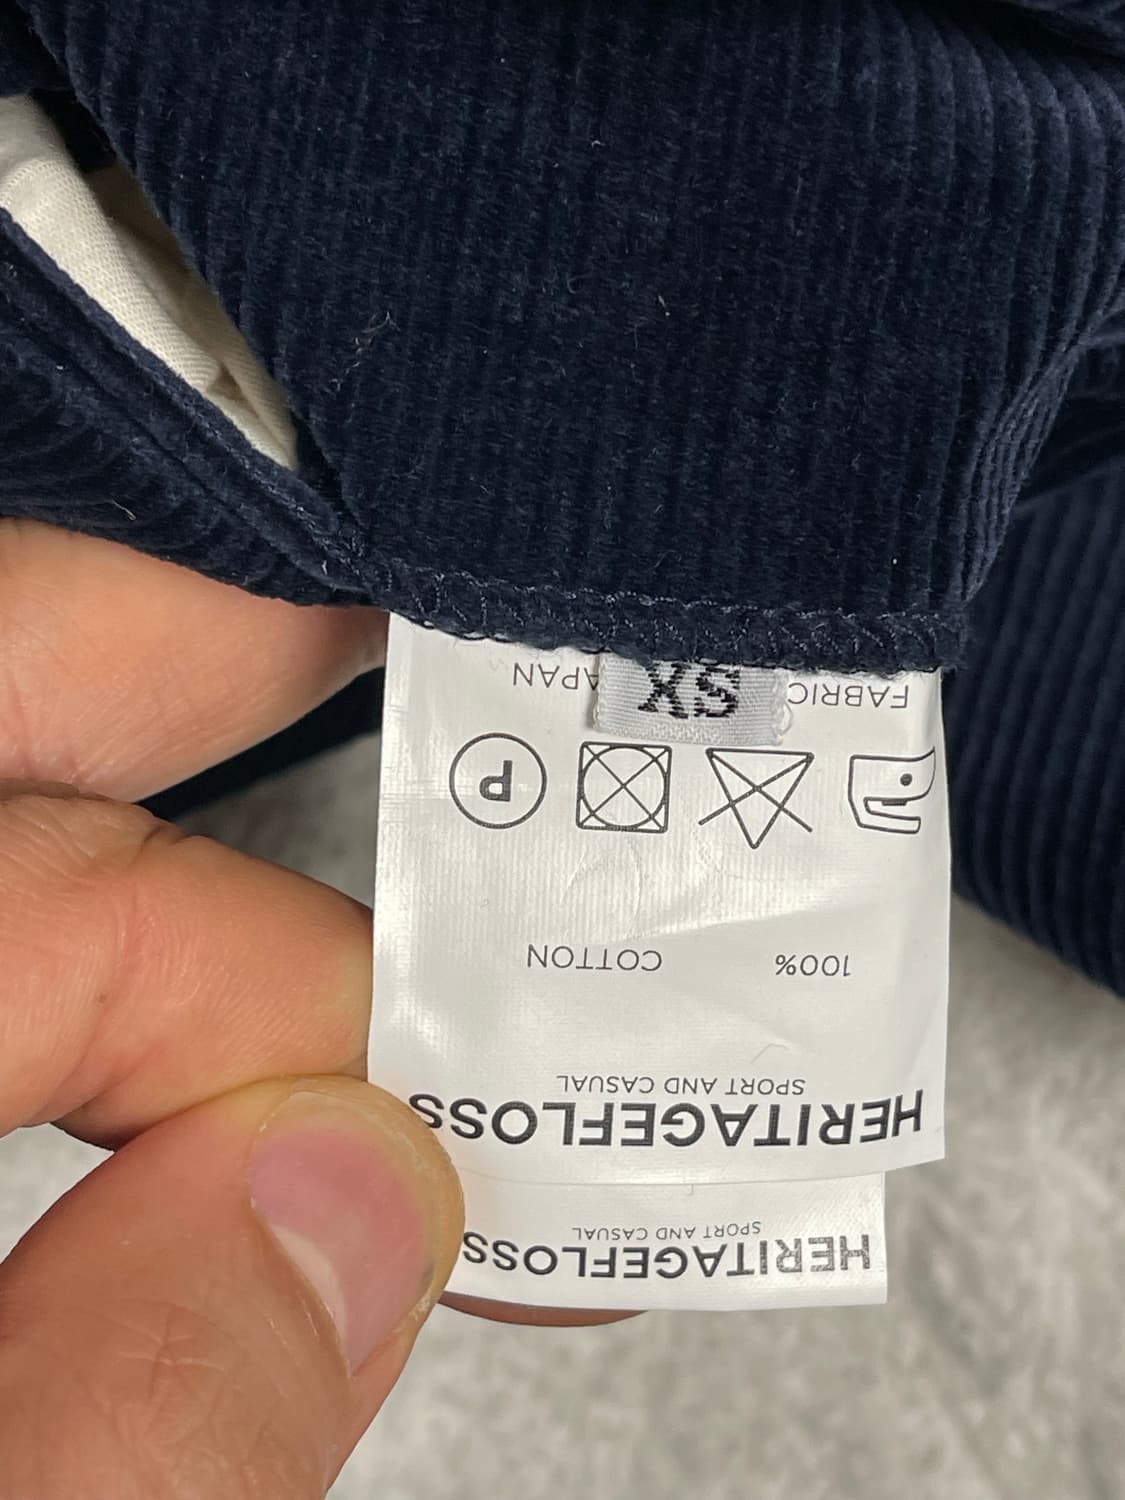 HERITAGEFLOSS
SPORT AND CASUAL
HERITAGEFLOSS
SPORT AND CASUAL
100% COTTON
P
FABRIC APAN
XS